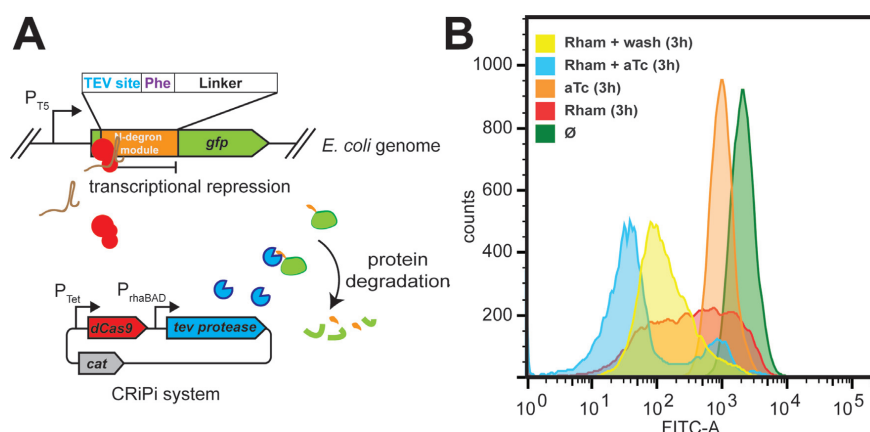 A
TEV site Phe Linker
P T5
N-degron
module
gfp
E. coli genome
transcriptional repression
protein
degradation
P Tet
P rhaBAD
dCas9
tev protease
cat
CRiPi system
B
Rham + wash (3h)
Rham + aTc (3h)
aTc (3h)
Rham (3h)
Ø
1000
800
600
400
200
counts
10^0 10^1 10^2 10^3 10^4 10^5
FITC-A